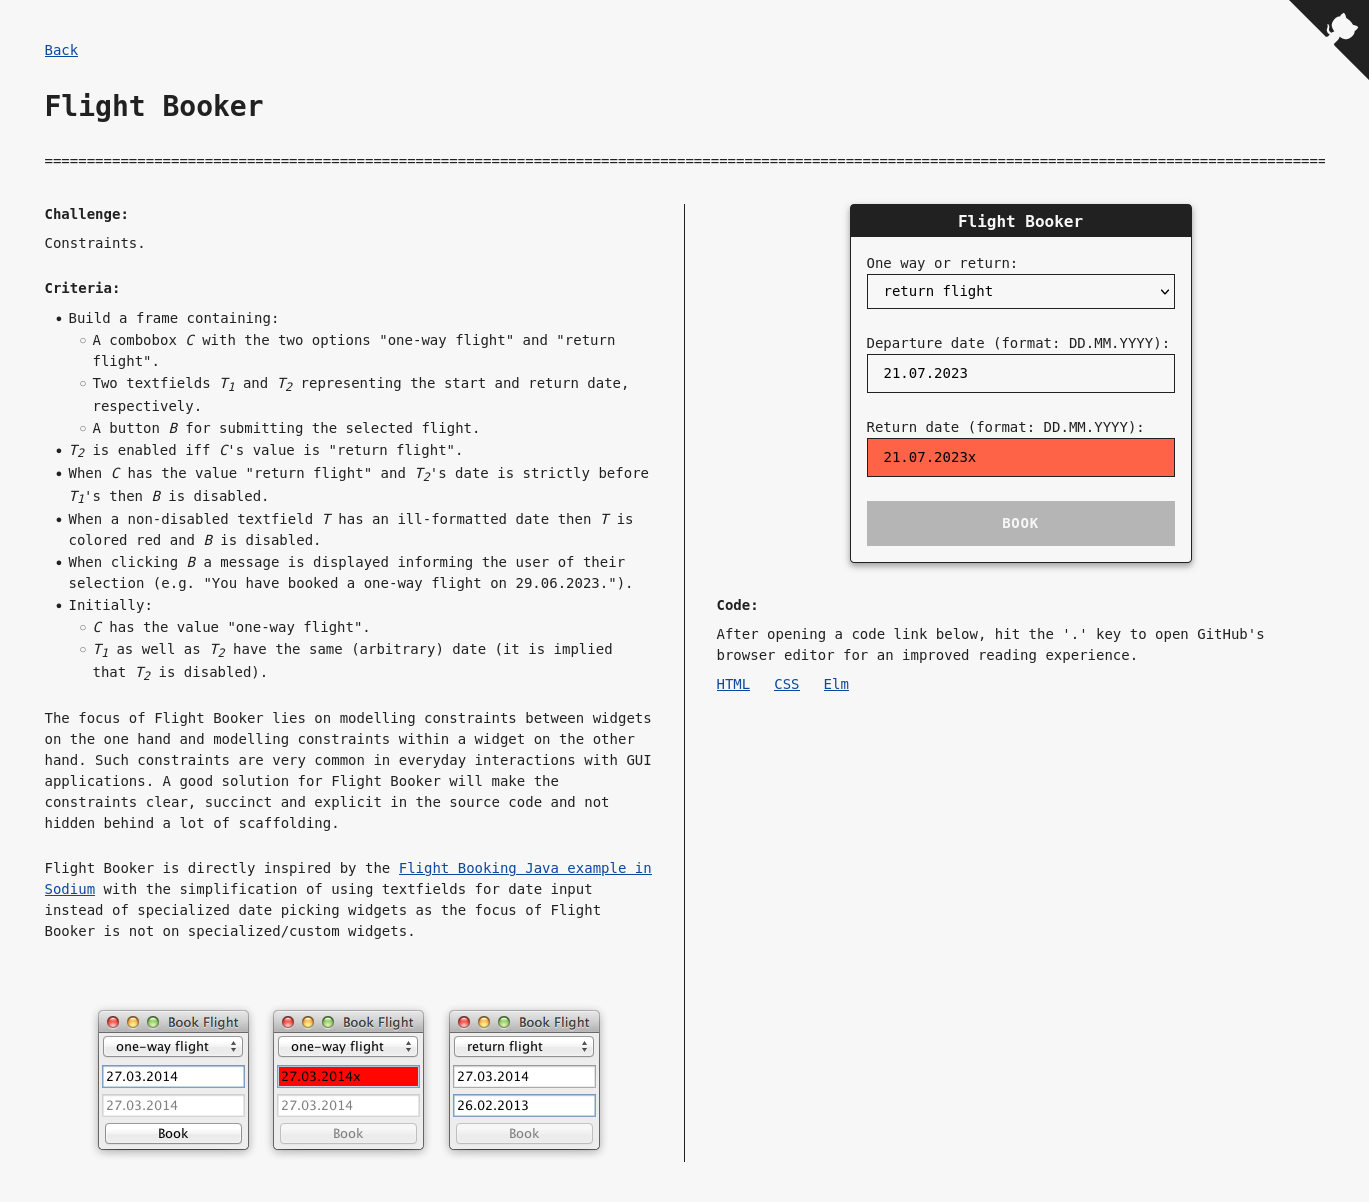 Back
Flight Booker
========================================================================================================================================================
Challenge:
Constraints.
Criteria:
• Build a frame containing:
○ A combobox C with the two options "one-way flight" and "return
flight".
○ Two textfields T1 and T2 representing the start and return date,
respectively.
○ A button B for submitting the selected flight.
• T2 is enabled iff C's value is "return flight".
• When C has the value "return flight" and T2's date is strictly before
T1's then B is disabled.
• When a non-disabled textfield T has an ill-formatted date then T is
colored red and B is disabled.
• When clicking B a message is displayed informing the user of their
selection (e.g. "You have booked a one-way flight on 29.06.2023.").
• Initially:
○ C has the value "one-way flight".
○ T1 as well as T2 have the same (arbitrary) date (it is implied
that T2 is disabled).
The focus of Flight Booker lies on modelling constraints between widgets
on the one hand and modelling constraints within a widget on the other
hand. Such constraints are very common in everyday interactions with GUI
applications. A good solution for Flight Booker will make the
constraints clear, succinct and explicit in the source code and not
hidden behind a lot of scaffolding.
Flight Booker is directly inspired by the Flight Booking Java example in
Sodium with the simplification of using textfields for date input
instead of specialized date picking widgets as the focus of Flight
Booker is not on specialized/custom widgets.
Book Flight
one-way flight
27.03.2014
27.03.2014
Book
Book Flight
one-way flight
27.03.2014x
27.03.2014
Book
Book Flight
return flight
27.03.2014
26.02.2013
Book
Flight Booker
One way or return:
return flight
Departure date (format: DD.MM.YYYY):
21.07.2023
Return date (format: DD.MM.YYYY):
21.07.2023x
BOOK
Code:
After opening a code link below, hit the '.' key to open GitHub's
browser editor for an improved reading experience.
HTML CSS Elm